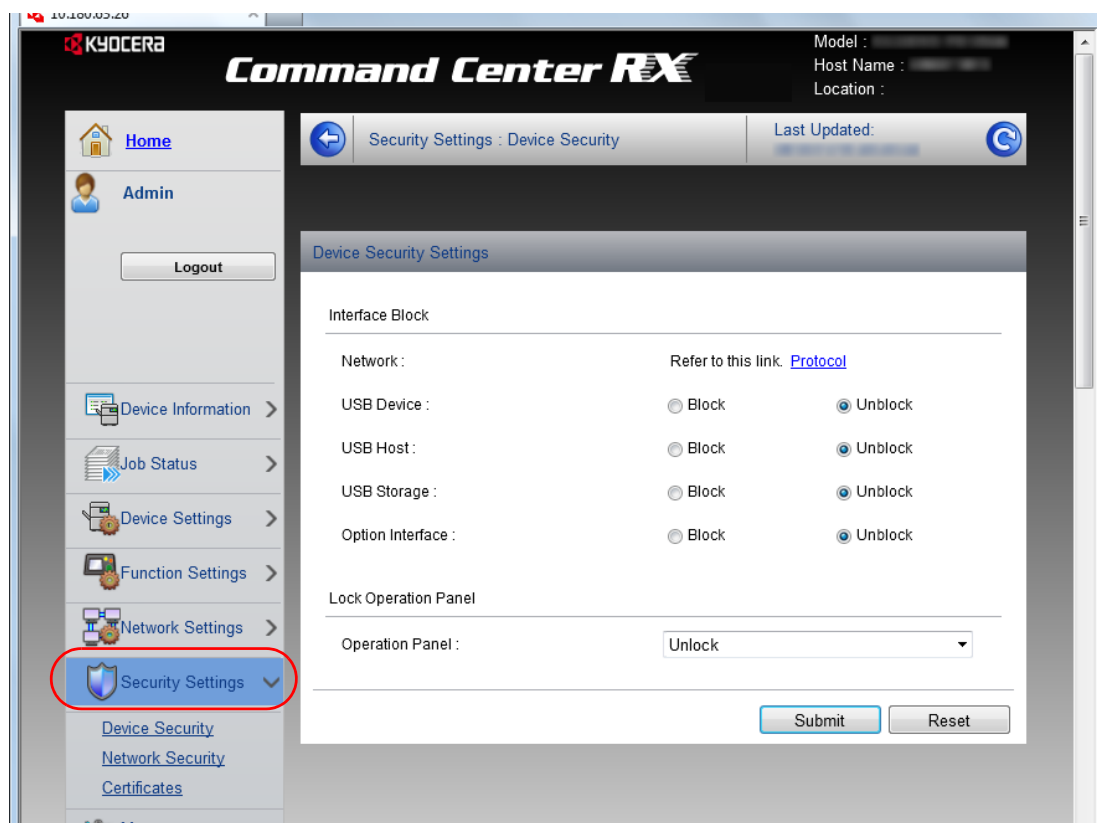 KYOCERA
Command Center RX
Model :
Host Name :
Location :
Home
Security Settings : Device Security
Last Updated:
Admin
Logout
Device Security Settings
Interface Block
Network :
Refer to this link. Protocol
USB Device :
Block
Unblock
USB Host :
Block
Unblock
USB Storage :
Block
Unblock
Option Interface :
Block
Unblock
Lock Operation Panel
Operation Panel :
Unlock
Submit
Reset
Device Information
Job Status
Device Settings
Function Settings
Network Settings
Security Settings
Device Security
Network Security
Certificates